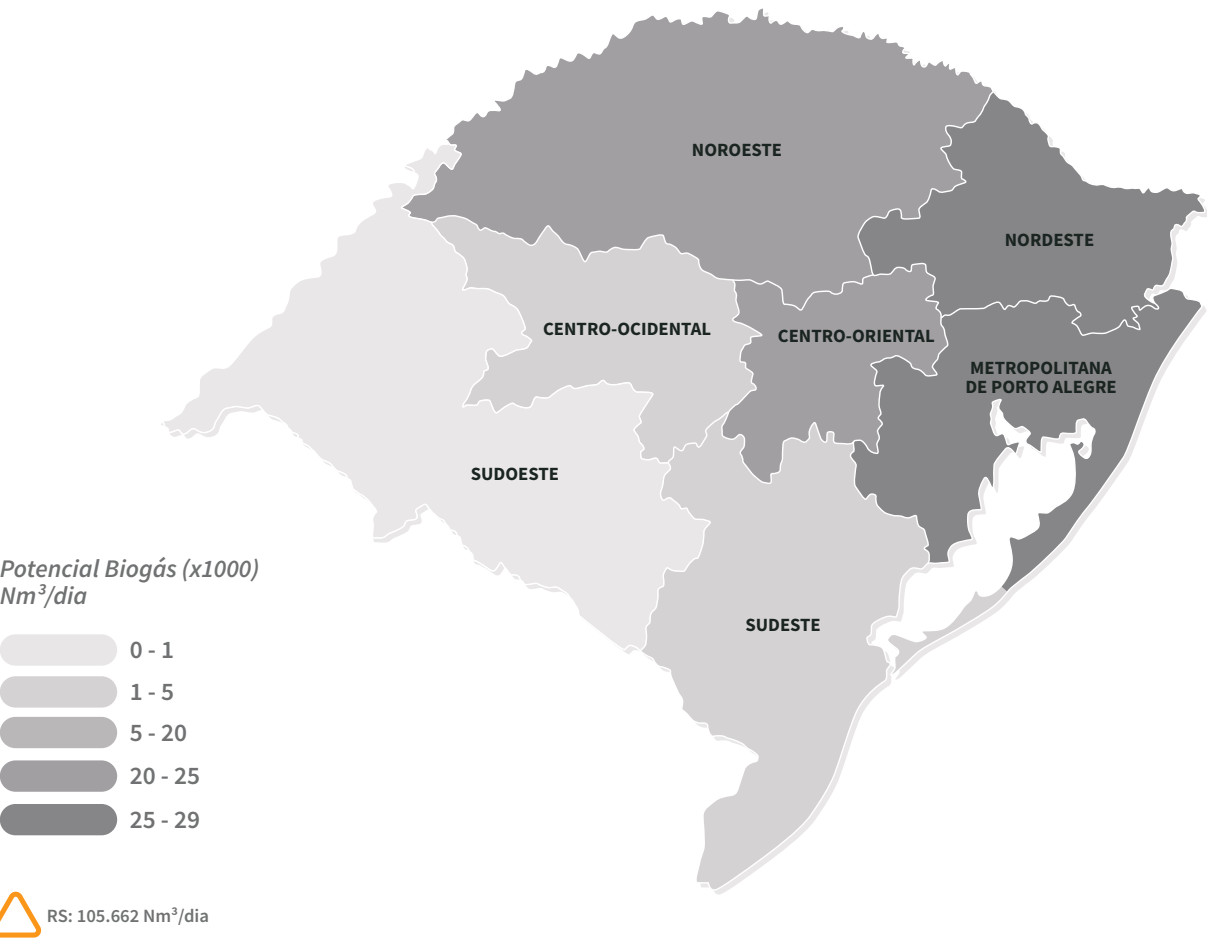 NOROESTE
NORDESTE
CENTRO-OCIDENTAL
CENTRO-ORIENTAL
METROPOLITANA
DE PORTO ALEGRE
SUDOESTE
SUDESTE
Potencial Biogás (x1000)
Nm³/dia
0 - 1
1 - 5
5 - 20
20 - 25
25 - 29
RS: 105.662 Nm³/dia